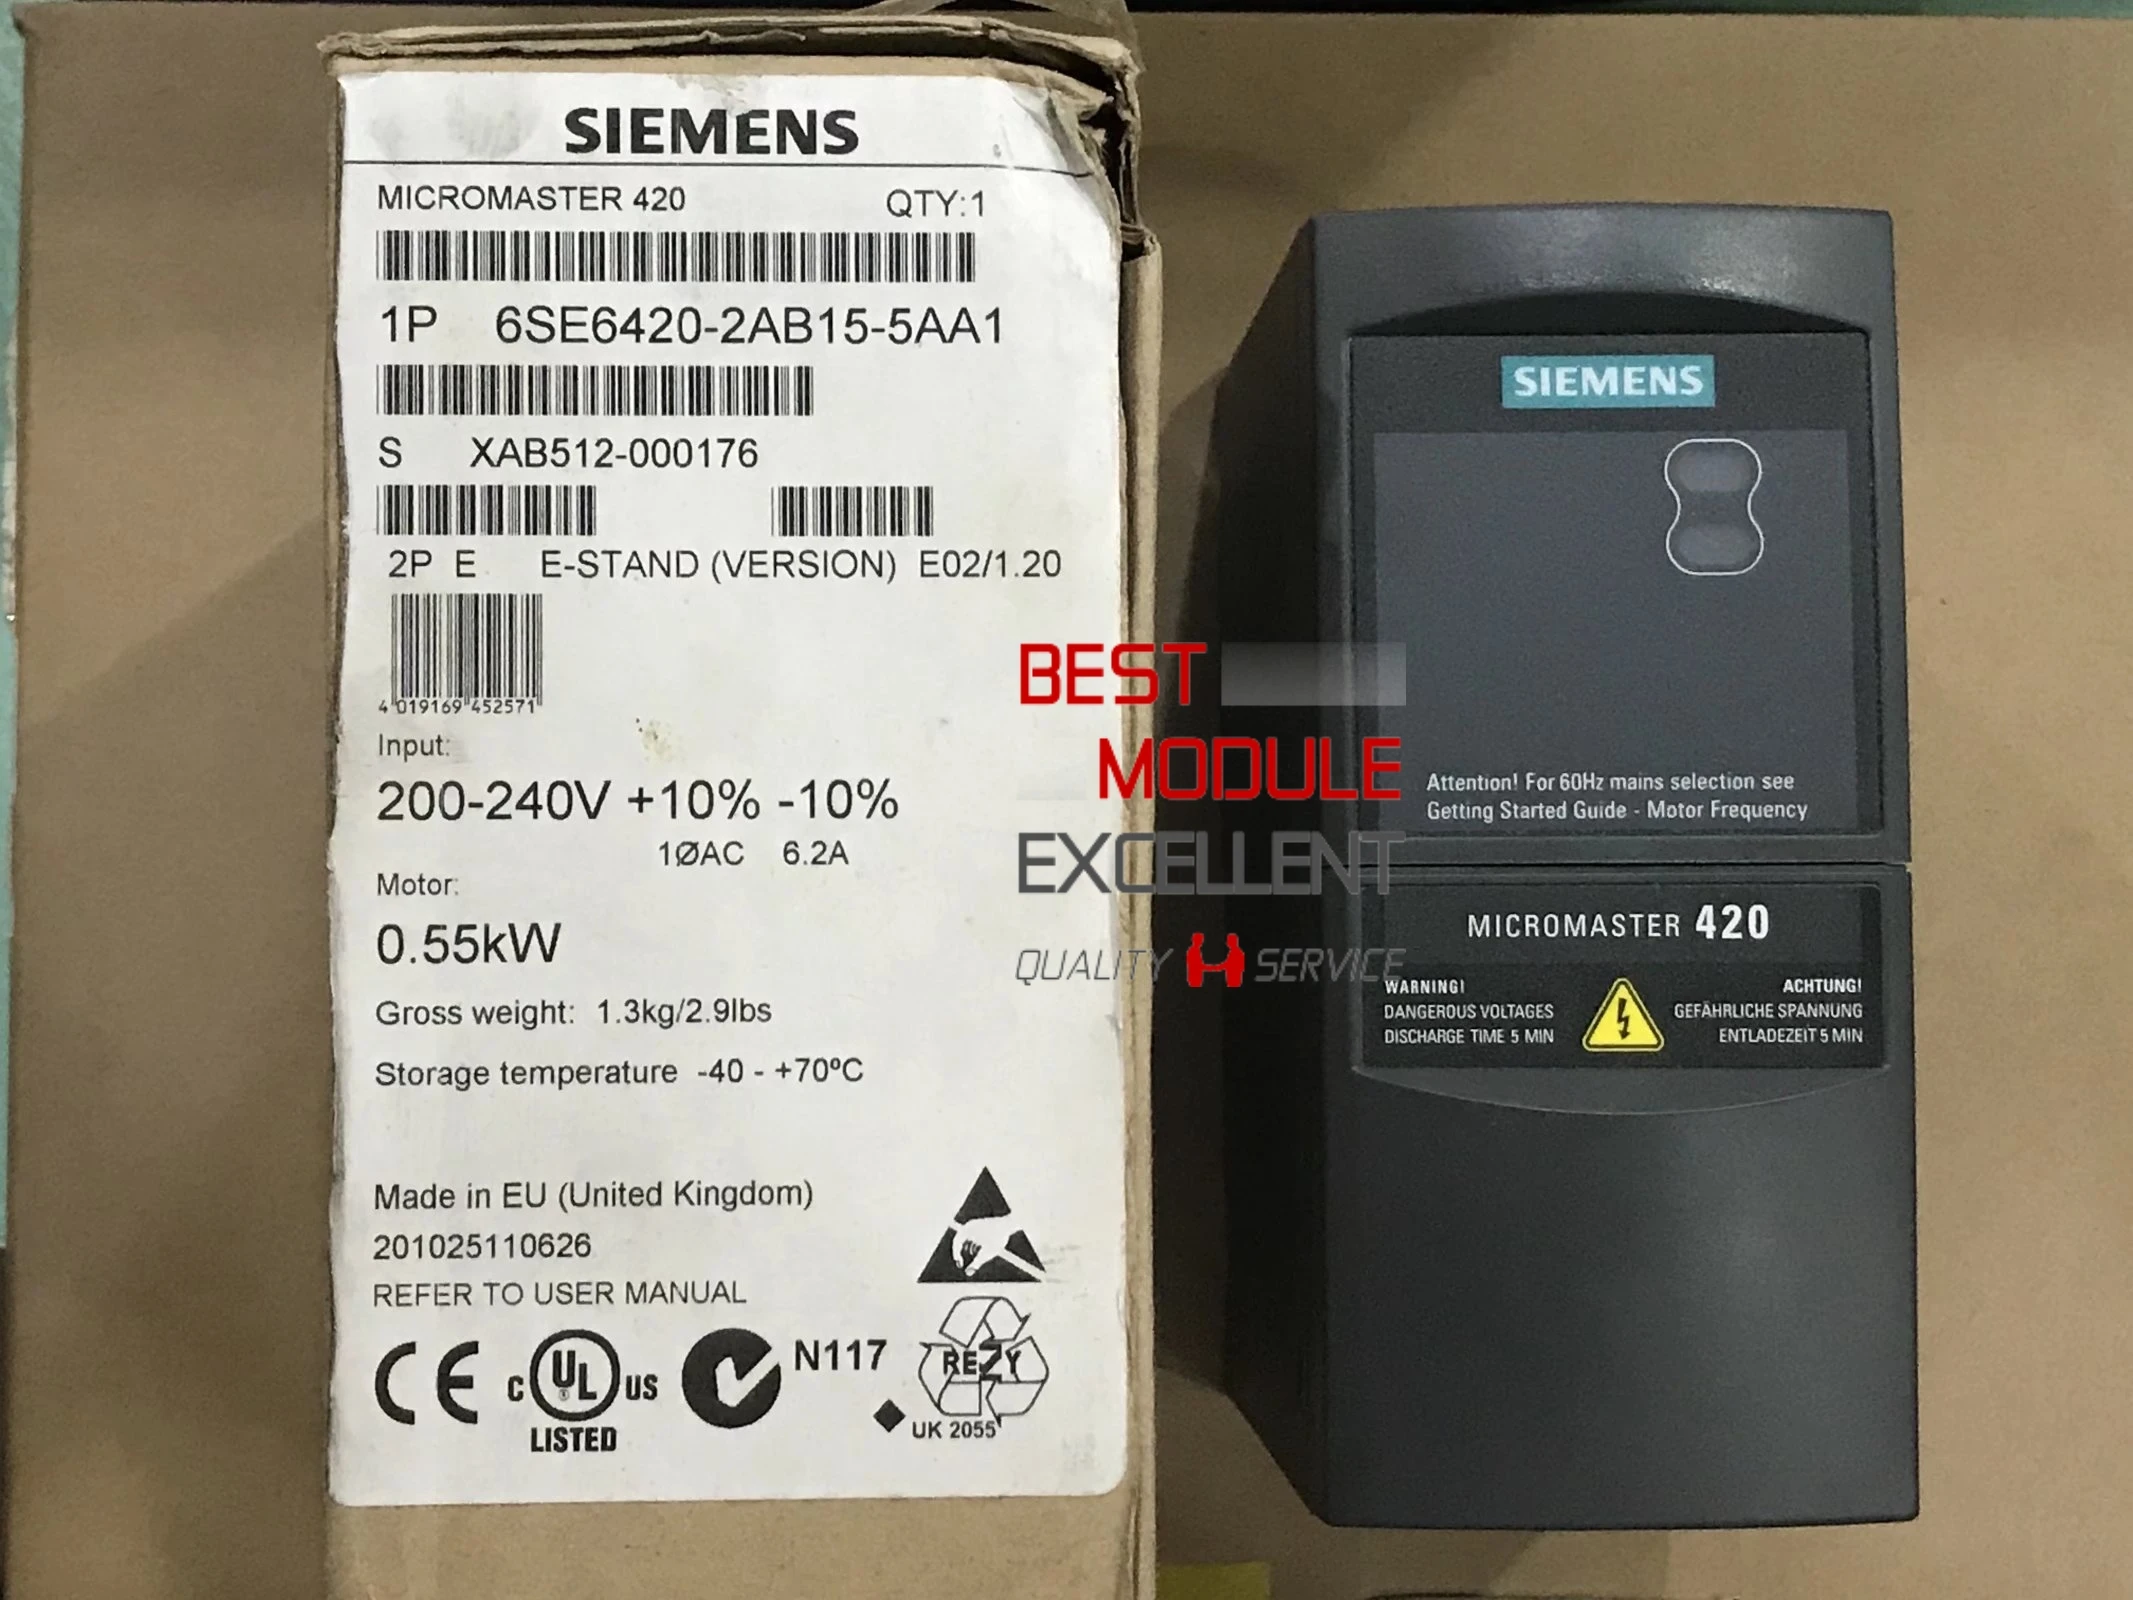 SIEMENS
MICROMASTER 420 QTY:1
1P 6SE6420-2AB15-5AA1
S XAB512-000176
2P E E-STAND (VERSION) E02/1.20
4 019169 452571
Input:
200-240V +10% -10%
1ØAC 6.2A
Motor:
0.55kW
Gross weight: 1.3kg/2.9lbs
Storage temperature -40 - +70ºC
Made in EU (United Kingdom)
201025110626
REFER TO USER MANUAL
CE C UL US LISTED N117 REZY
UK 2055
BEST
MODULE
EXCELLENT
QUALITY SERVICE
SIEMENS
Attention! For 60Hz mains selection see
Getting Started Guide - Motor Frequency
MICROMASTER 420
WARNING!
DANGEROUS VOLTAGES
DISCHARGE TIME 5 MIN
ACHTUNG!
GEFÄHRLICHE SPANNUNG
ENTLADEZEIT 5 MIN